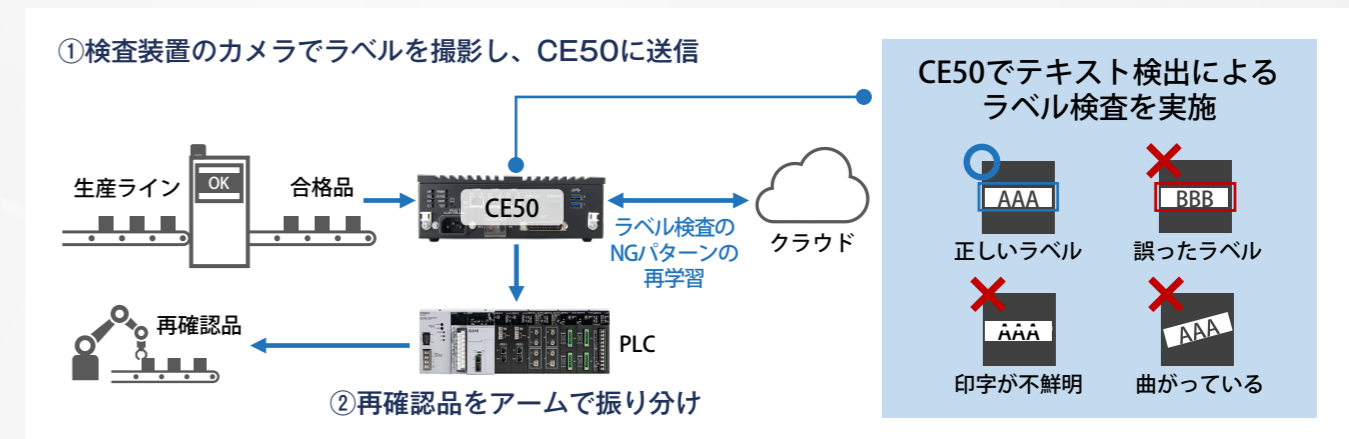 ①検査装置のカメラでラベルを撮影し、CE50に送信
生産ライン
OK
合格品
CE50
ラベル検査の
NGパターンの
再学習
クラウド
再確認品
PLC
②再確認品をアームで振り分け
CE50でテキスト検出による
ラベル検査を実施
AAA
BBB
正しいラベル
誤ったラベル
AAA
AAA
印字が不鮮明
曲がっている